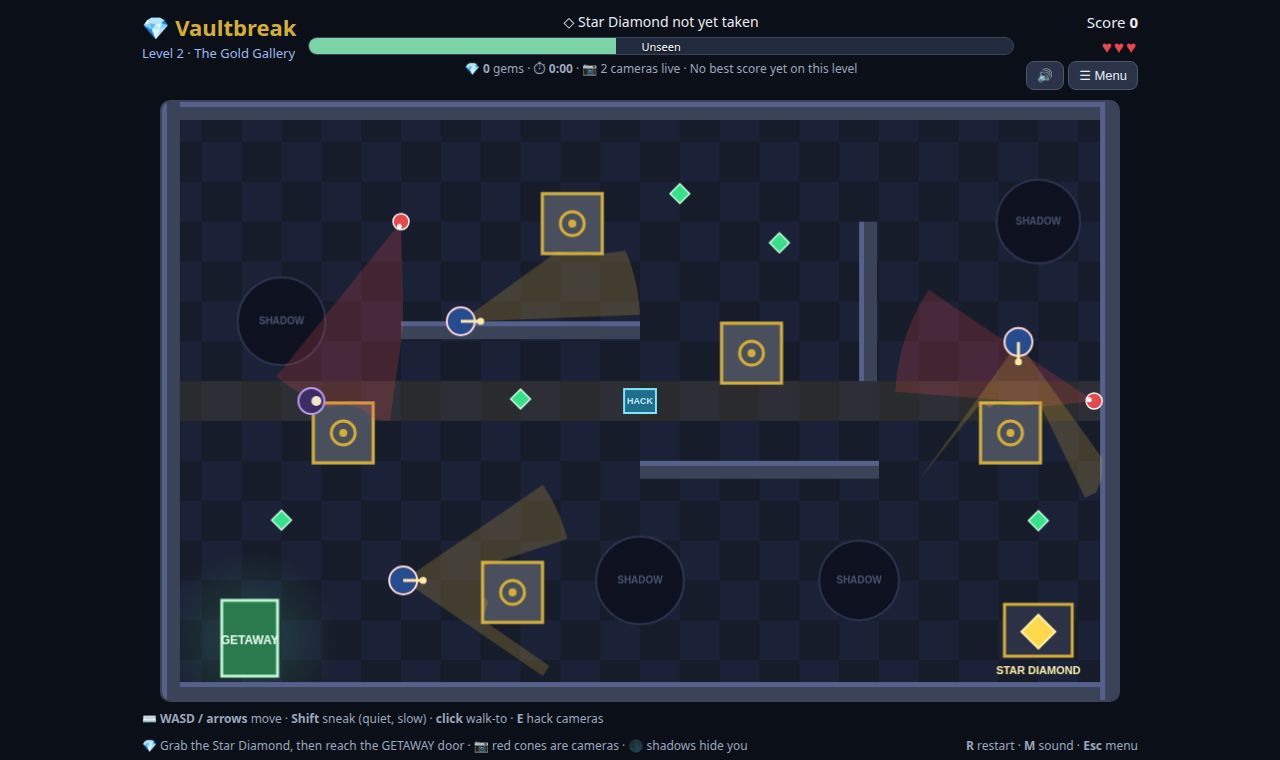 💎 Vaultbreak
Level 2 · The Gold Gallery
◇ Star Diamond not yet taken
Unseen
💎 0 gems · ⏱ 0:00 · 📷 2 cameras live · No best score yet on this level
Score 0
♥♥♥
🔊
☰ Menu
SHADOW
SHADOW
HACK
SHADOW
SHADOW
GETAWAY
STAR DIAMOND
⌨️ WASD / arrows move · Shift sneak (quiet, slow) · click walk-to · E hack cameras
💎 Grab the Star Diamond, then reach the GETAWAY door · 📷 red cones are cameras · 🌑 shadows hide you
R restart · M sound · Esc menu